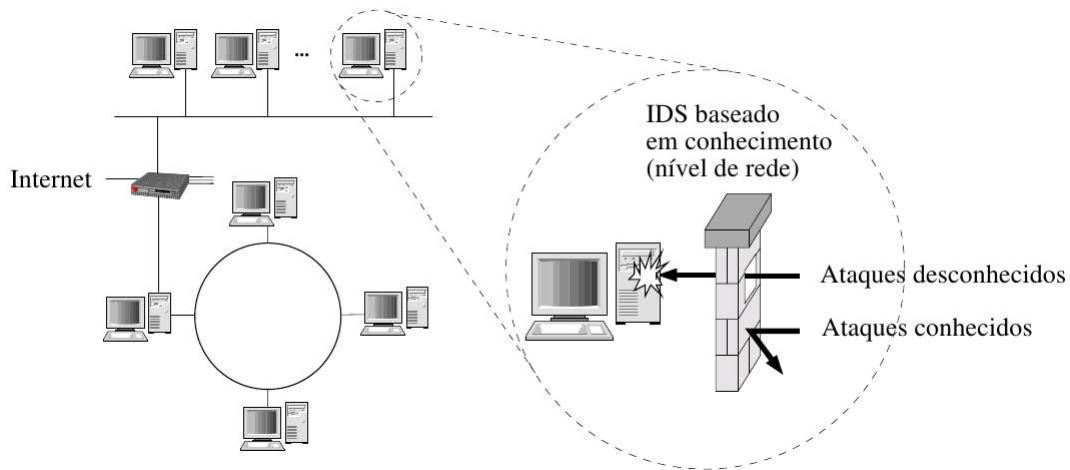 ...
IDS baseado
em conhecimento
(nível de rede)
Internet
Ataques desconhecidos
Ataques conhecidos